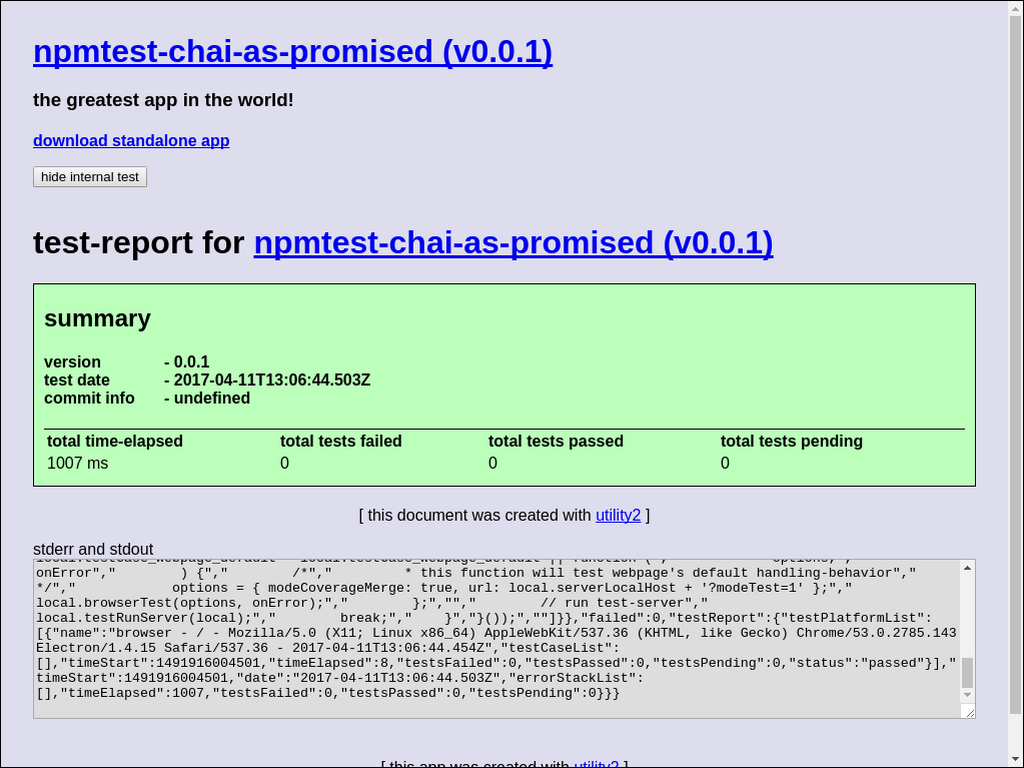 npmtest-chai-as-promised (v0.0.1)
the greatest app in the world!
download standalone app
hide internal test
test-report for npmtest-chai-as-promised (v0.0.1)
summary
version - 0.0.1
test date - 2017-04-11T13:06:44.503Z
commit info - undefined
total time-elapsed total tests failed total tests passed total tests pending
1007 ms 0 0 0
[ this document was created with utility2 ]
stderr and stdout
onError","        ) {","        /*","         * this function will test webpage's default handling-behavior","
*/","            options = { modeCoverageMerge: true, url: local.serverLocalHost + '?modeTest=1' };","
local.browserTest(options, onError);","        };","","        // run test-server","
local.testRunServer(local);","        break;","    }","}());",""]}},"failed":0,"testReport":{"testPlatformList":
[{"name":"browser - / - Mozilla/5.0 (X11; Linux x86_64) AppleWebKit/537.36 (KHTML, like Gecko) Chrome/53.0.2785.143
Electron/1.4.15 Safari/537.36 - 2017-04-11T13:06:44.454Z","testCaseList":
[],"timeStart":1491916004501,"timeElapsed":8,"testsFailed":0,"testsPassed":0,"testsPending":0,"status":"passed"}],"
timeStart":1491916004501,"date":"2017-04-11T13:06:44.503Z","errorStackList":
[],"timeElapsed":1007,"testsFailed":0,"testsPassed":0,"testsPending":0}}}
[ this app was created with utility2 ]